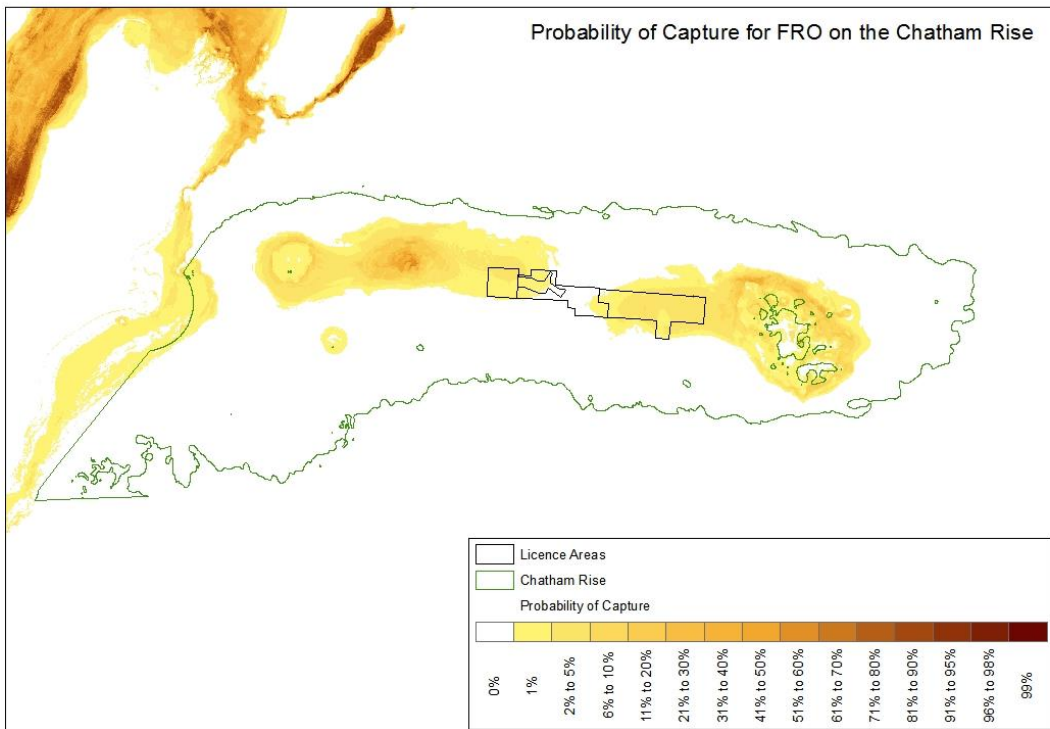 Probability of Capture for FRO on the Chatham Rise
Licence Areas
Chatham Rise
Probability of Capture
0%
1%
2% to 5%
6% to 10%
11% to 20%
21% to 30%
31% to 40%
41% to 50%
51% to 60%
61% to 70%
71% to 80%
81% to 90%
91% to 95%
96% to 98%
99%